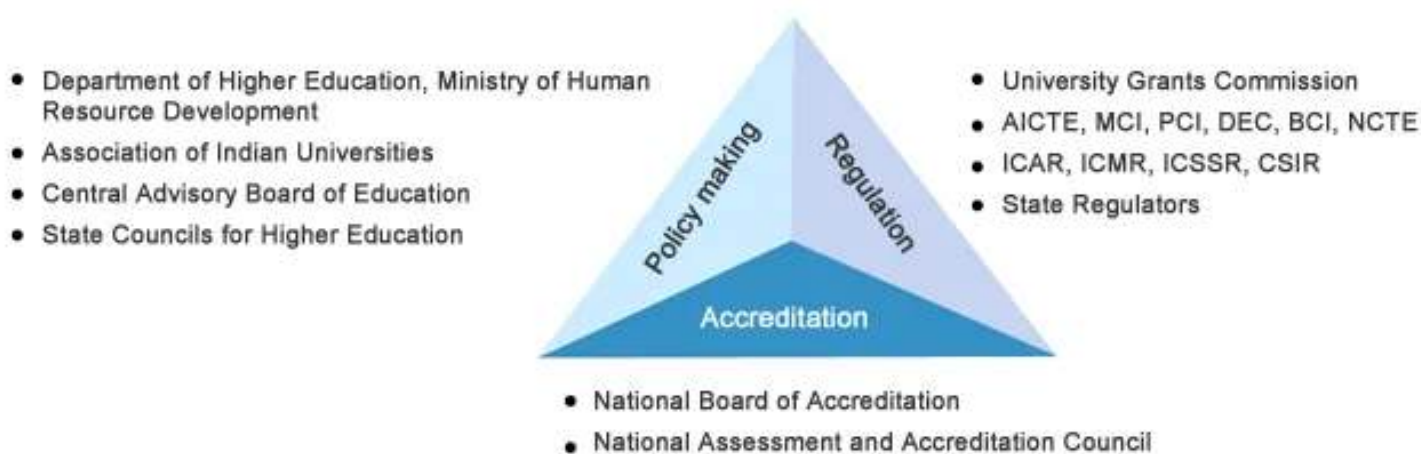 • Department of Higher Education, Ministry of Human
Resource Development
• Association of Indian Universities
• Central Advisory Board of Education
• State Councils for Higher Education
Policy making
Regulation
Accreditation
• University Grants Commission
• AICTE, MCI, PCI, DEC, BCI, NCTE
• ICAR, ICMR, ICSSR, CSIR
• State Regulators
• National Board of Accreditation
• National Assessment and Accreditation Council